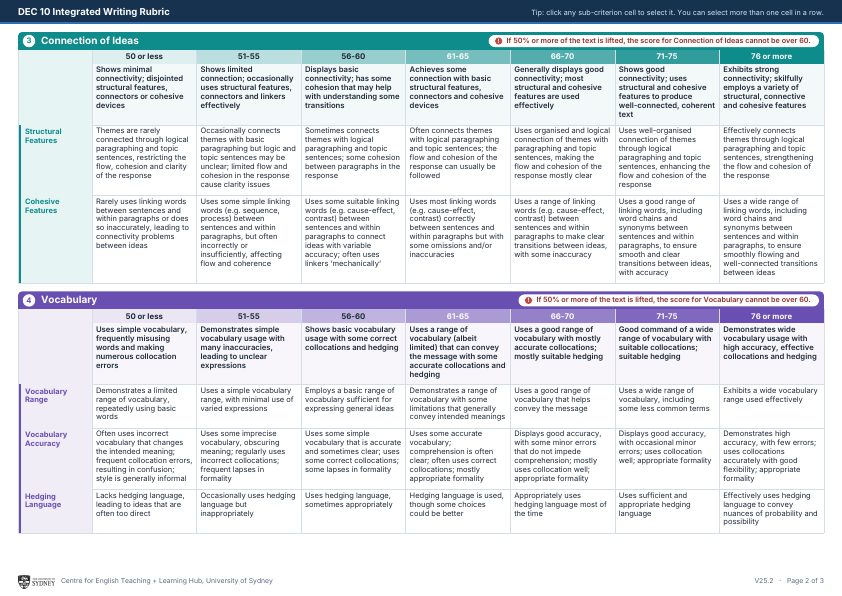 DEC 10 Integrated Writing Rubric
Tip: click any sub-criterion cell to select it. You can select more than one cell in a row.
3 Connection of Ideas
If 50% or more of the text is lifted, the score for Connection of Ideas cannot be over 60.
50 or less
51-55
56-60
61-65
66-70
71-75
76 or more
Shows minimal
connectivity; disjointed
structural features,
connectors or cohesive
devices
Shows limited
connection; occasionally
uses structural features,
connectors and linkers
effectively
Displays basic
connectivity; has some
cohesion that may help
with understanding some
transitions
Achieves some
connection with basic
structural features,
connectors and cohesive
devices
Generally displays good
connectivity; most
structural and cohesive
features are used
effectively
Shows good
connectivity; uses
structural and cohesive
features to produce
well-connected, coherent
text
Exhibits strong
connectivity; skilfully
employs a variety of
structural, connective
and cohesive features
Structural
Features
Themes are rarely
connected through logical
paragraphing and topic
sentences, restricting the
flow, cohesion and clarity
of the response
Occasionally connects
themes with basic
paragraphing but logic and
topic sentences may be
unclear; limited flow and
cohesion in the response
cause clarity issues
Sometimes connects
themes with logical
paragraphing and topic
sentences; some cohesion
between paragraphs in the
response
Often connects themes
with logical paragraphing
and topic sentences; the
flow and cohesion of the
response can usually be
followed
Uses organised and logical
connection of themes with
paragraphing and topic
sentences, making the
flow and cohesion of the
response mostly clear
Uses well-organised
connection of themes
through logical
paragraphing and topic
sentences, enhancing the
flow and cohesion of the
response
Effectively connects
themes through logical
paragraphing and topic
sentences, strengthening
the flow and cohesion of
the response
Cohesive
Features
Rarely uses linking words
between sentences and
within paragraphs or does
so inaccurately, leading to
connectivity problems
between ideas
Uses some simple linking
words (e.g. sequence,
process) between
sentences and within
paragraphs, but often
incorrectly or
insufficiently, affecting
flow and coherence
Uses some suitable linking
words (e.g. cause–effect,
contrast) between
sentences and within
paragraphs to connect
ideas with variable
accuracy; often uses
linkers 'mechanically'
Uses most linking words
(e.g. cause–effect,
contrast) correctly
between sentences and
within paragraphs but with
some omissions and/or
inaccuracies
Uses a range of linking
words (e.g. cause–effect,
contrast) between
sentences and within
paragraphs to make clear
transitions between ideas,
with some inaccuracy
Uses a good range of
linking words, including
word chains and
synonyms between
sentences and within
paragraphs, to ensure
smooth and clear
transitions between ideas,
with accuracy
Uses a wide range of
linking words, including
word chains and
synonyms between
sentences and within
paragraphs, to ensure
smoothly flowing and
well-connected transitions
between ideas
4 Vocabulary
If 50% or more of the text is lifted, the score for Vocabulary cannot be over 60.
50 or less
51-55
56-60
61-65
66-70
71-75
76 or more
Uses simple vocabulary,
frequently misusing
words and making
numerous collocation
errors
Demonstrates simple
vocabulary usage with
many inaccuracies,
leading to unclear
expressions
Shows basic vocabulary
usage with some correct
collocations and hedging
Uses a range of
vocabulary (albeit
limited) that can convey
the message with some
accurate collocations and
hedging
Uses a good range of
vocabulary with mostly
accurate collocations;
mostly suitable hedging
Good command of a wide
range of vocabulary with
suitable collocations;
suitable hedging
Demonstrates wide
vocabulary usage with
high accuracy, effective
collocations and hedging
Vocabulary
Range
Demonstrates a limited
range of vocabulary,
repeatedly using basic
words
Uses a simple vocabulary
range, with minimal use of
varied expressions
Employs a basic range of
vocabulary sufficient for
expressing general ideas
Demonstrates a range of
vocabulary with some
limitations that generally
convey intended meanings
Uses a good range of
vocabulary that helps
convey the message
Uses a wide range of
vocabulary, including
some less common terms
Exhibits a wide vocabulary
range used effectively
Vocabulary
Accuracy
Often uses incorrect
vocabulary that changes
the intended meaning;
frequent collocation errors,
resulting in confusion;
style is generally informal
Uses some imprecise
vocabulary, obscuring
meaning; regularly uses
incorrect collocations;
frequent lapses in
formality
Uses some simple
vocabulary that is accurate
and sometimes clear; uses
some correct collocations;
some lapses in formality
Uses some accurate
vocabulary;
comprehension is often
clear; often uses correct
collocations; mostly
appropriate formality
Displays good accuracy,
with some minor errors
that do not impede
comprehension; mostly
uses collocation well;
appropriate formality
Displays good accuracy,
with occasional minor
errors; uses collocation
well; appropriate formality
Demonstrates high
accuracy, with few errors;
uses collocations
accurately with good
flexibility; appropriate
formality
Hedging
Language
Lacks hedging language,
leading to ideas that are
often too direct
Occasionally uses hedging
language but
inappropriately
Uses hedging language,
sometimes appropriately
Hedging language is used,
though some choices
could be better
Appropriately uses
hedging language most of
the time
Uses sufficient and
appropriate hedging
language
Effectively uses hedging
language to convey
nuances of probability and
possibility
SYDNEY
Centre for English Teaching + Learning Hub, University of Sydney
V25.2 · Page 2 of 3